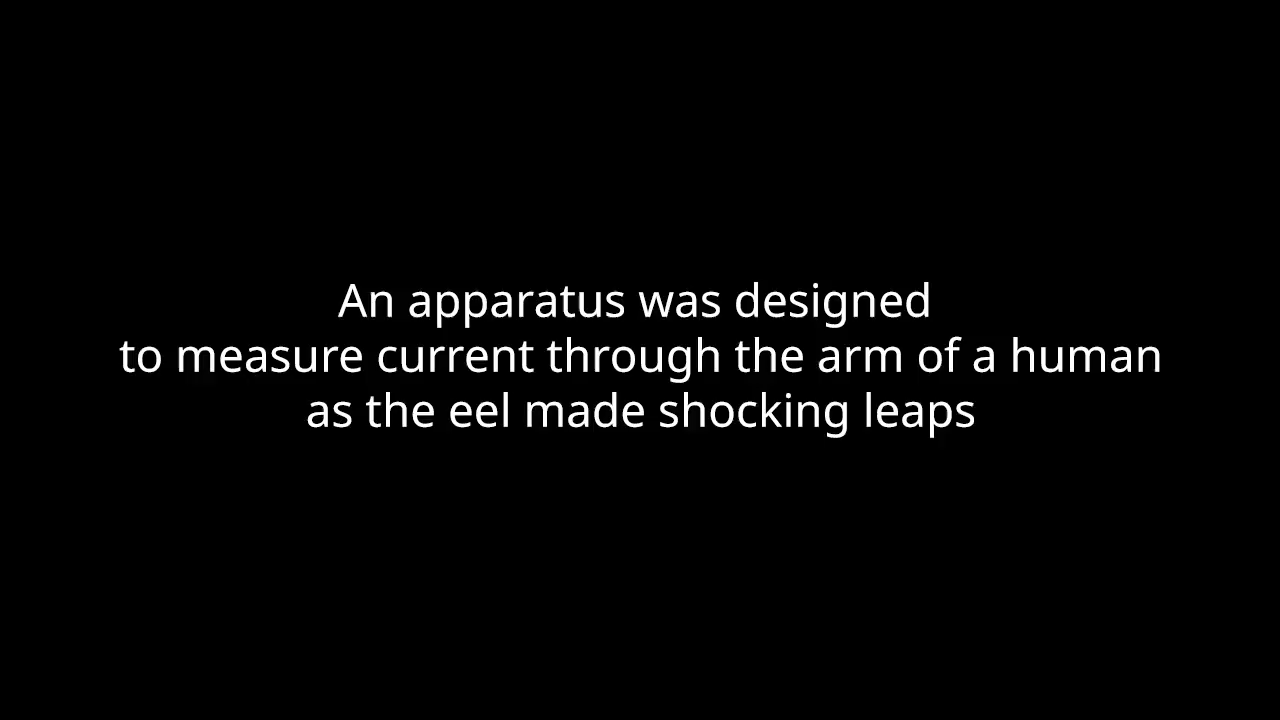 An apparatus was designed
to measure current through the arm of a human
as the eel made shocking leaps